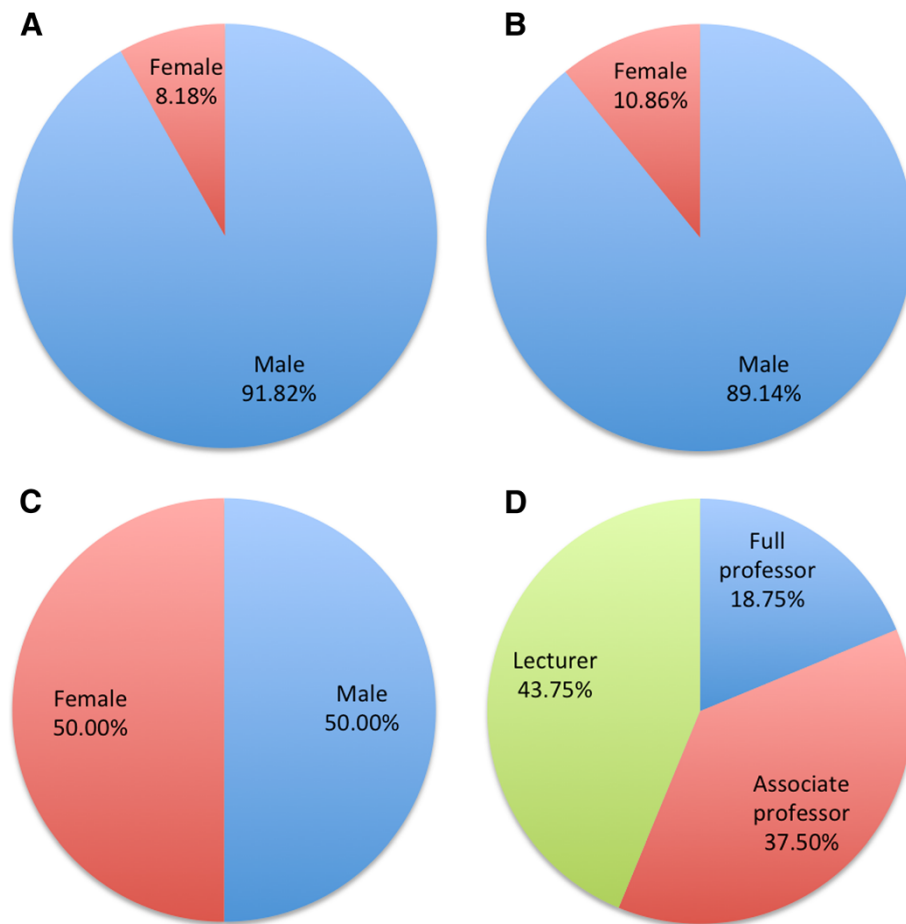 A
Female
8.18%
Male
91.82%
B
Female
10.86%
Male
89.14%
C
Female
50.00%
Male
50.00%
D
Full
professor
18.75%
Lecturer
43.75%
Associate
professor
37.50%